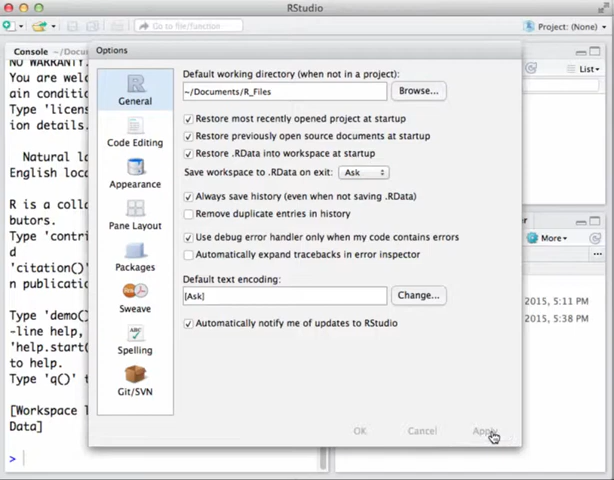 RStudio
Go to file/function
Project: (None)
Console ~/Docu
Options
List
NO WARRANTY.
You are wel
ain condition
Type 'licens
ion details.
Natural l
English loca
R is a colla
butors.
Type 'contri
d
'citation()'
n publicatio
Type 'demo()
-line help,
'help.start(
to help.
Type 'q()' t
[Workspace l
Data]
>
General
Code Editing
Appearance
Pane Layout
Packages
Sweave
ABC
Spelling
Git/SVN
Default working directory (when not in a project):
~/Documents/R_Files
Browse...
Restore most recently opened project at startup
Restore previously open source documents at startup
Restore .RData into workspace at startup
Save workspace to .RData on exit: Ask
Always save history (even when not saving .RData)
Remove duplicate entries in history
Use debug error handler only when my code contains errors
Automatically expand tracebacks in error inspector
Default text encoding:
[Ask]
Change...
Automatically notify me of updates to RStudio
OK
Cancel
Apply
More
2015, 5:11 PM
2015, 5:38 PM